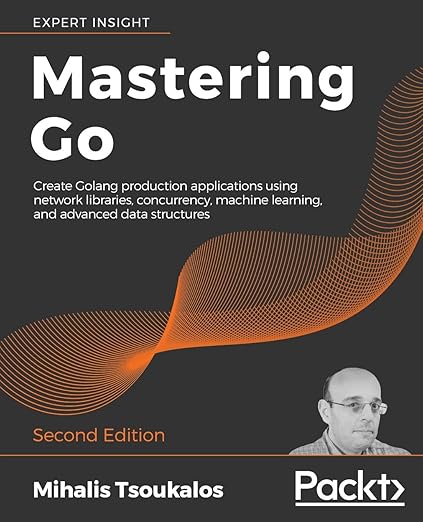 EXPERT INSIGHT
Mastering
Go
Create Golang production applications using
network libraries, concurrency, machine learning,
and advanced data structures
Second Edition
Mihalis Tsoukalos
Packt>